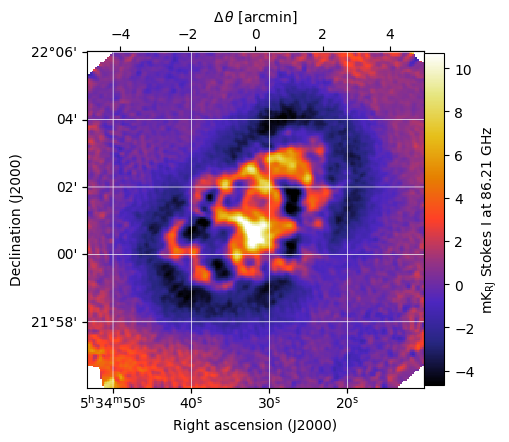 Δθ [arcmin]
−4 −2 0 2 4
22°06'
04'
02'
00'
21°58'
Declination (J2000)
5ʰ34ᵐ50ˢ 40ˢ 30ˢ 20ˢ
Right ascension (J2000)
10
8
6
4
2
0
−2
−4
mK_RJ Stokes I at 86.21 GHz